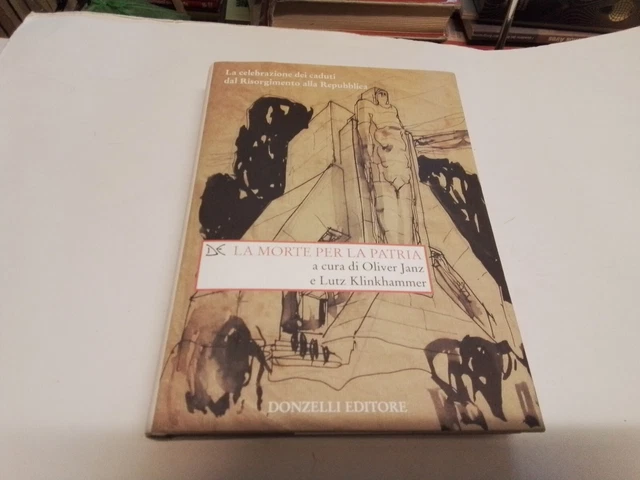 La celebrazione dei caduti
dal Risorgimento alla Repubblica
LA MORTE PER LA PATRIA
a cura di Oliver Janz
e Lutz Klinkhammer
DONZELLI EDITORE